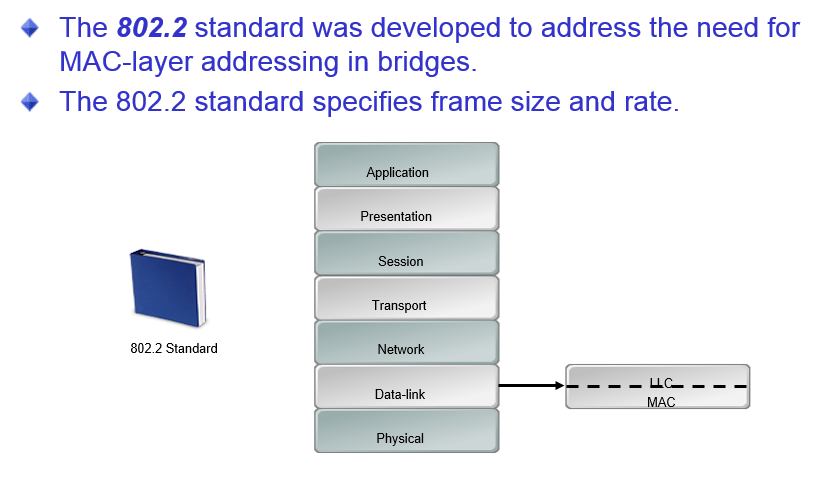 The 802.2 standard was developed to address the need for
MAC-layer addressing in bridges.
The 802.2 standard specifies frame size and rate.
Application
Presentation
Session
Transport
802.2 Standard
Network
Data-link
LLC
MAC
Physical